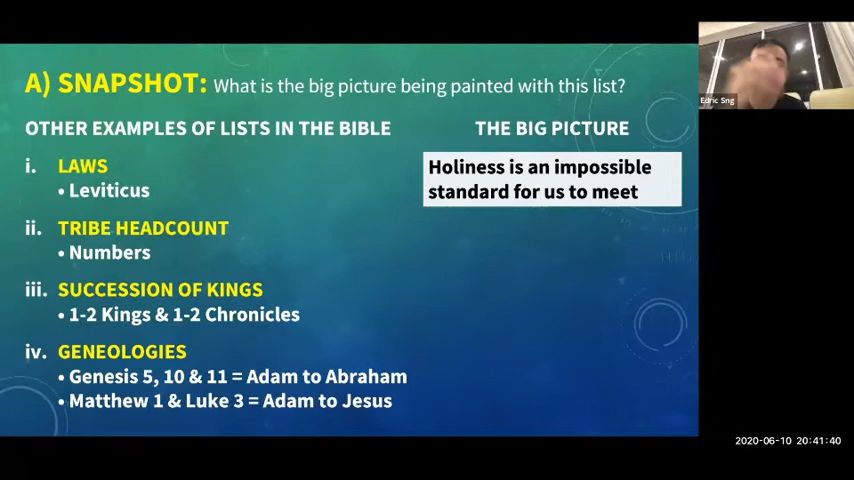 A) SNAPSHOT: What is the big picture being painted with this list?
OTHER EXAMPLES OF LISTS IN THE BIBLE
THE BIG PICTURE
i. LAWS
• Leviticus
Holiness is an impossible
standard for us to meet
ii. TRIBE HEADCOUNT
• Numbers
iii. SUCCESSION OF KINGS
• 1-2 Kings & 1-2 Chronicles
iv. GENEOLOGIES
• Genesis 5, 10 & 11 = Adam to Abraham
• Matthew 1 & Luke 3 = Adam to Jesus
Edric Sng
2020-06-10 20:41:40